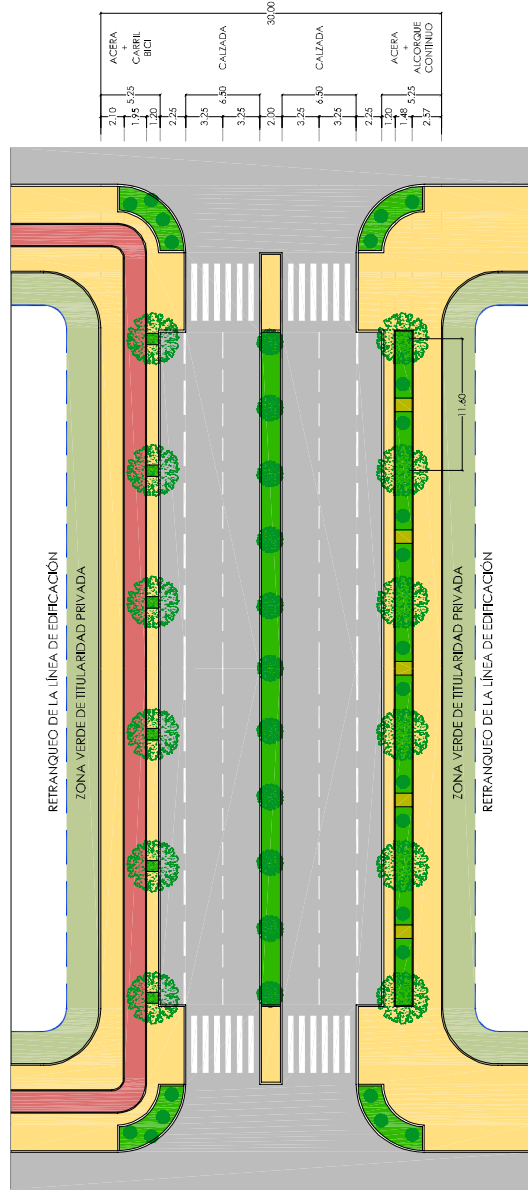 30.00
ACERA
+
CARRIL
BICI
CALZADA
CALZADA
ACERA
+
ALCORQUE
CONTINUO
5.25
6.50
6.50
5.25
2.10
1.95
1.20
2.25
3.25
3.25
2.00
3.25
3.25
2.25
1.20
1.48
2.57
11.60
RETRANQUEO DE LA LÍNEA DE EDIFICACIÓN
ZONA VERDE DE TITULARIDAD PRIVADA
ZONA VERDE DE TITULARIDAD PRIVADA
RETRANQUEO DE LA LÍNEA DE EDIFICACIÓN